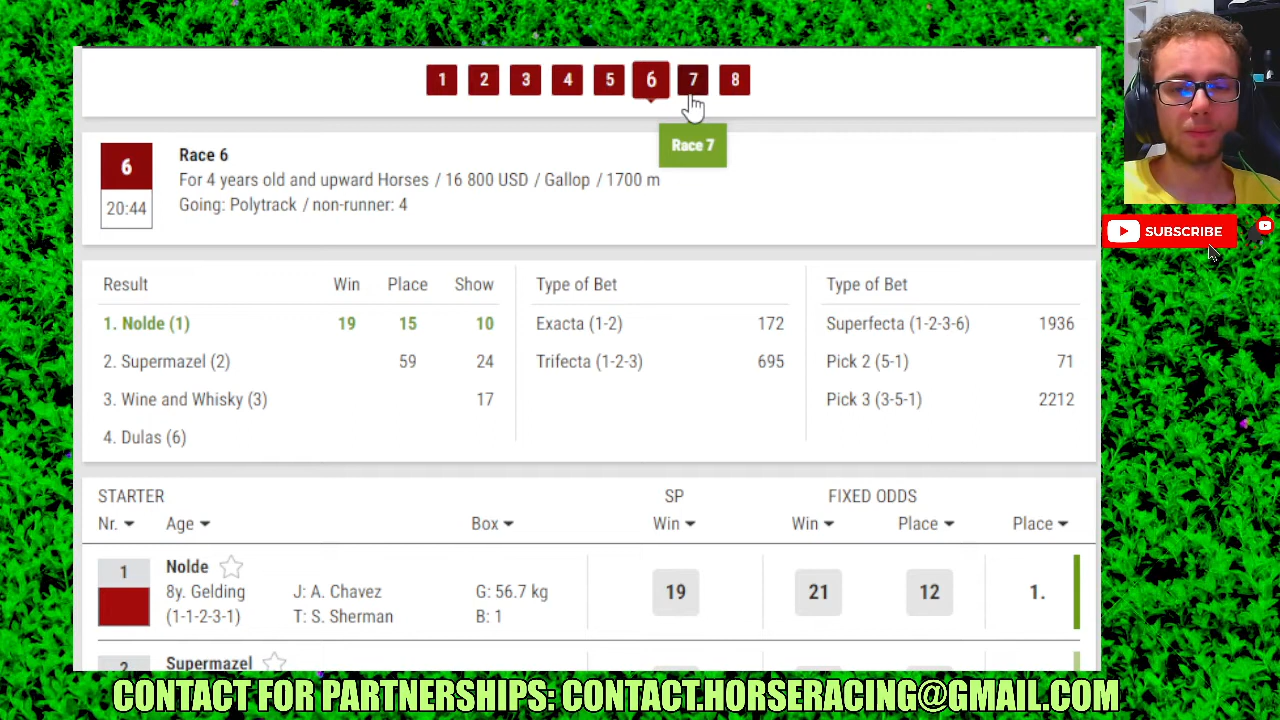 1 2 3 4 5 6 7 8
Race 7
6
20:44
Race 6
For 4 years old and upward Horses / 16 800 USD / Gallop / 1700 m
Going: Polytrack / non-runner: 4
SUBSCRIBE
Result Win Place Show
1. Nolde (1) 19 15 10
2. Supermazel (2) 59 24
3. Wine and Whisky (3) 17
4. Dulas (6)
Type of Bet
Exacta (1-2) 172
Trifecta (1-2-3) 695
Type of Bet
Superfecta (1-2-3-6) 1936
Pick 2 (5-1) 71
Pick 3 (3-5-1) 2212
STARTER SP FIXED ODDS
Nr. Age Box Win Win Place Place
1
Nolde
8y. Gelding J: A. Chavez G: 56.7 kg 19 21 12 1.
(1-1-2-3-1) T: S. Sherman B: 1
2 Supermazel
CONTACT FOR PARTNERSHIPS: CONTACT.HORSERACING@GMAIL.COM